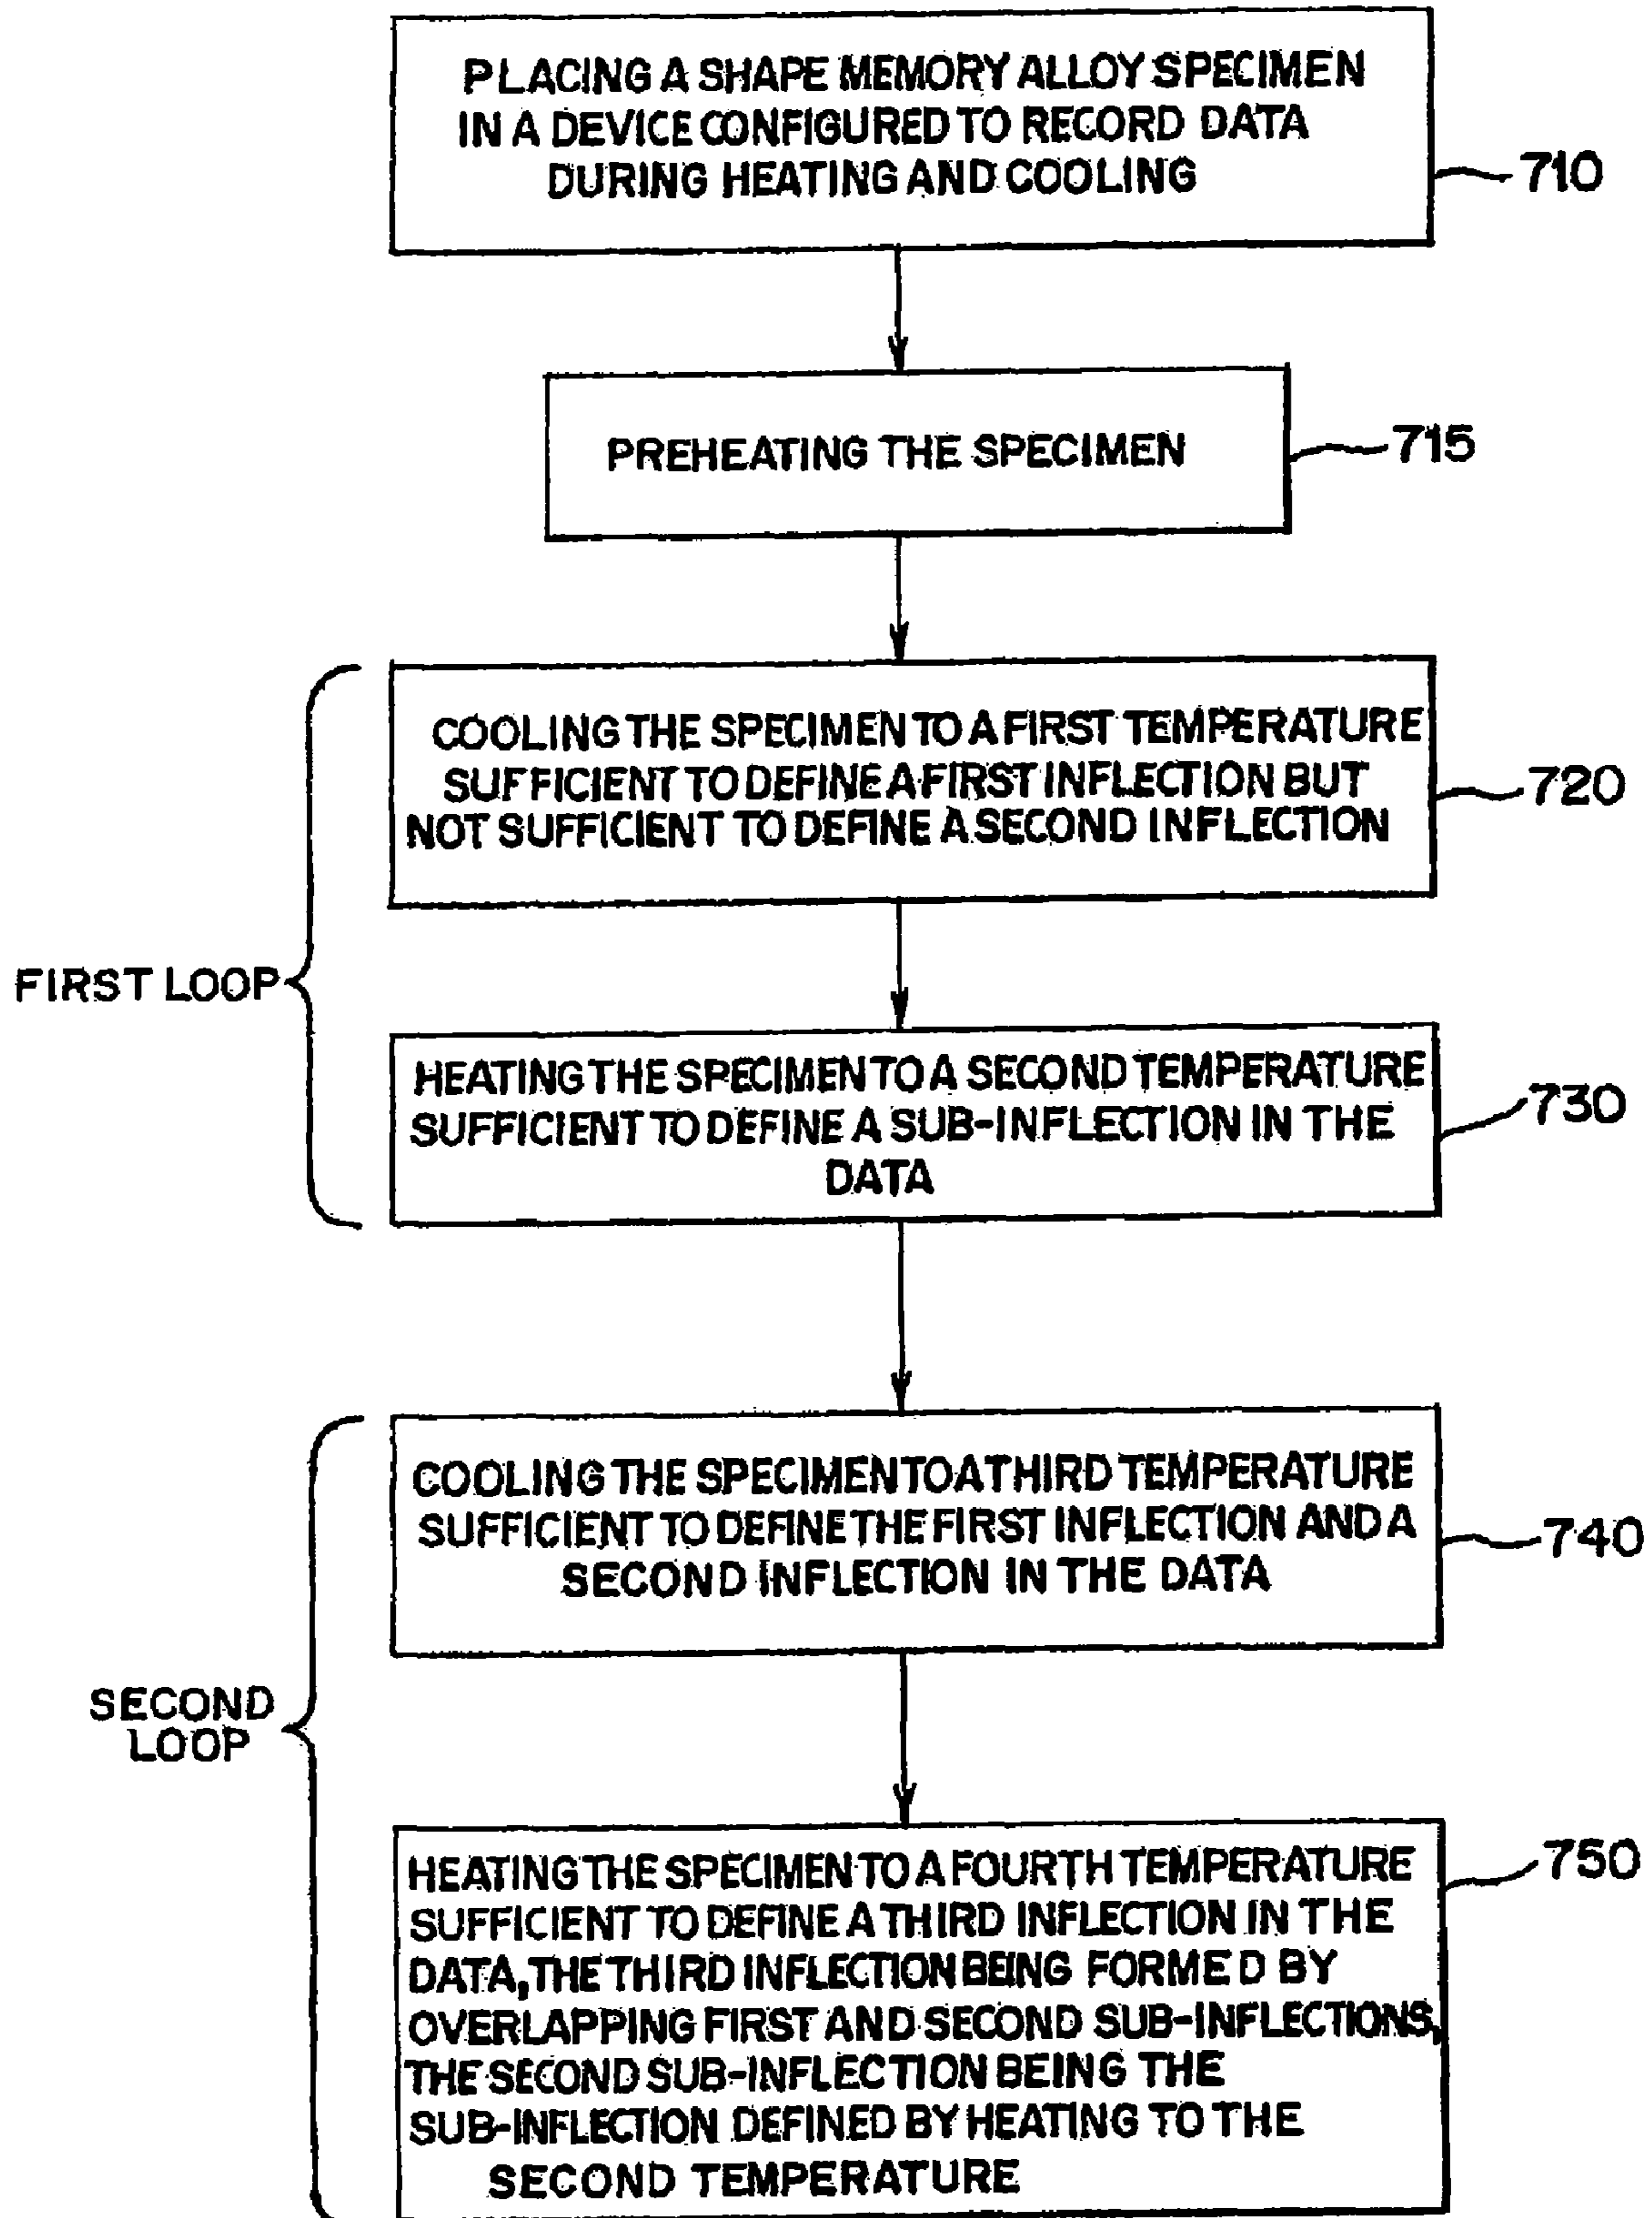 PLACING A SHAPE MEMORY ALLOY SPECIMEN
IN A DEVICE CONFIGURED TO RECORD DATA
DURING HEATING AND COOLING
710
PREHEATING THE SPECIMEN
715
COOLING THE SPECIMEN TO A FIRST TEMPERATURE
SUFFICIENT TO DEFINE A FIRST INFLECTION BUT
NOT SUFFICIENT TO DEFINE A SECOND INFLECTION
720
FIRST LOOP
HEATING THE SPECIMEN TO A SECOND TEMPERATURE
SUFFICIENT TO DEFINE A SUB-INFLECTION IN THE
DATA
730
COOLING THE SPECIMEN TO A THIRD TEMPERATURE
SUFFICIENT TO DEFINE THE FIRST INFLECTION AND A
SECOND INFLECTION IN THE DATA
740
SECOND
LOOP
HEATING THE SPECIMEN TO A FOURTH TEMPERATURE
SUFFICIENT TO DEFINE A THIRD INFLECTION IN THE
DATA, THE THIRD INFLECTION BEING FORMED BY
OVERLAPPING FIRST AND SECOND SUB-INFLECTIONS,
THE SECOND SUB-INFLECTION BEING THE
SUB-INFLECTION DEFINED BY HEATING TO THE
SECOND TEMPERATURE
750